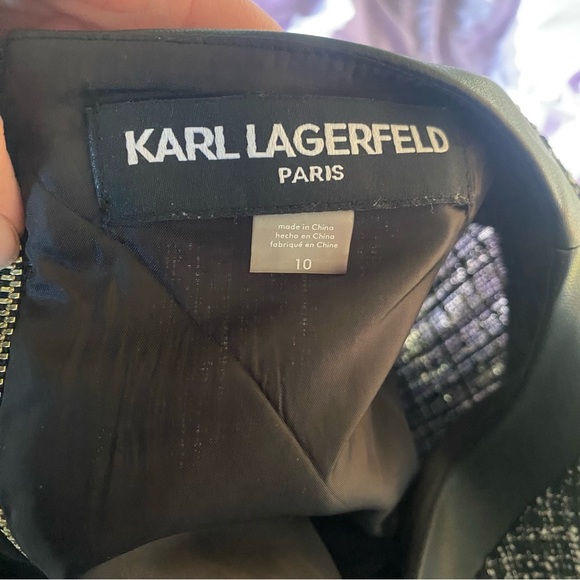 KARL LAGERFELD
PARIS
made in China
hecho en China
fabriqué en Chine
10